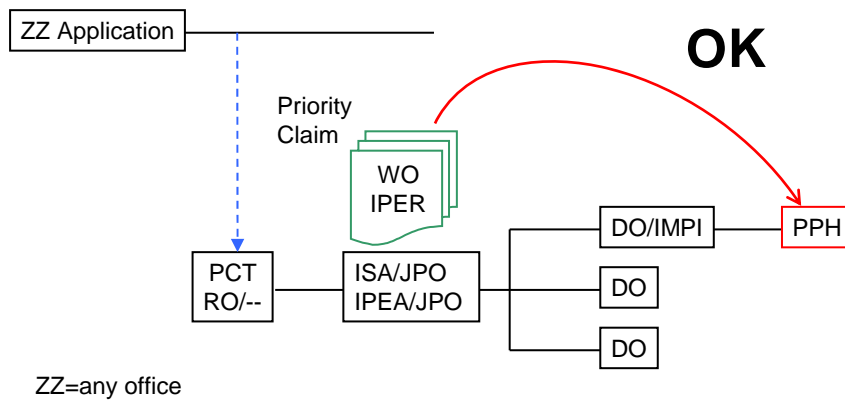 ZZ Application
OK
Priority
Claim
WO
IPER
DO/IMPI
PPH
PCT
RO/--
ISA/JPO
IPEA/JPO
DO
DO
ZZ=any office